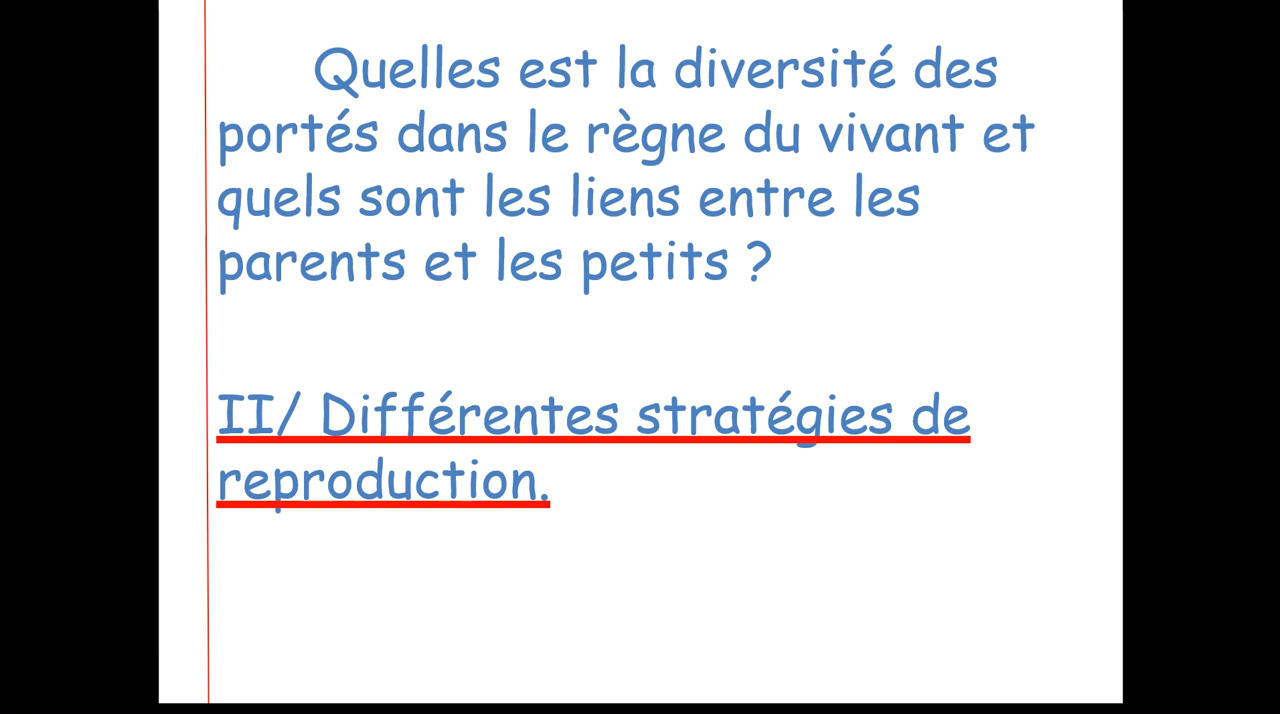 Quelles est la diversité des
portés dans le règne du vivant et
quels sont les liens entre les
parents et les petits ?
II/ Différentes stratégies de
reproduction.